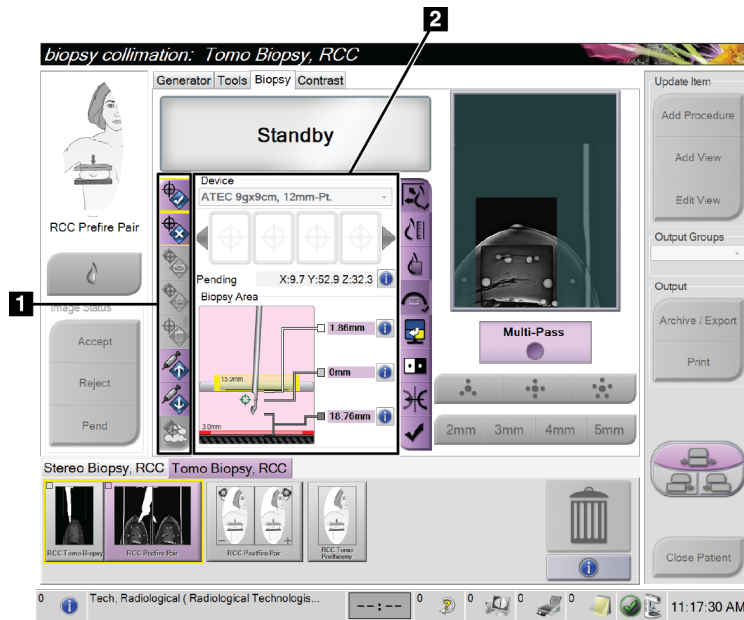 2
biopsy collimation: Tomo Biopsy, RCC
Generator Tools Biopsy Contrast
Standby
RCC Prefire Pair
Image Status
Accept
Reject
Pend
1
Device
ATEC 9gx9cm, 12mm-Pt.
Pending X:9.7 Y:52.9 Z:32.3
Biopsy Area
1.86mm
15.0mm
0mm
18.76mm
3.0mm
Multi-Pass
2mm 3mm 4mm 5mm
Update Item
Add Procedure
Add View
Edit View
Output Groups
Output
Archive / Export
Print
Close Patient
Stereo Biopsy, RCC Tomo Biopsy, RCC
RCC Tomo Biopsy
RCC Prefire Pair
RCC Postfire Pair
RCC Tomo
Postbiopsy
0 Tech, Radiological ( Radiological Technologis... --:-- 0 0 0 0 11:17:30 AM